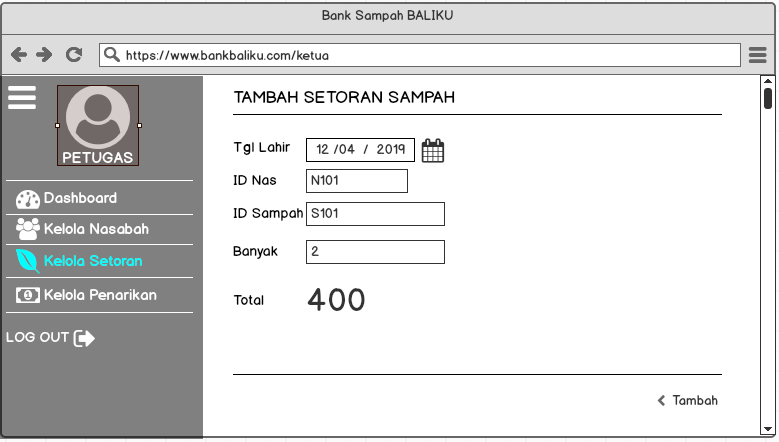 Bank Sampah BALIKU
https://www.bankbaliku.com/ketua
PETUGAS
Dashboard
Kelola Nasabah
Kelola Setoran
Kelola Penarikan
LOG OUT
TAMBAH SETORAN SAMPAH
Tgl Lahir 12 /04 / 2019
ID Nas N101
ID Sampah S101
Banyak 2
Total 400
Tambah